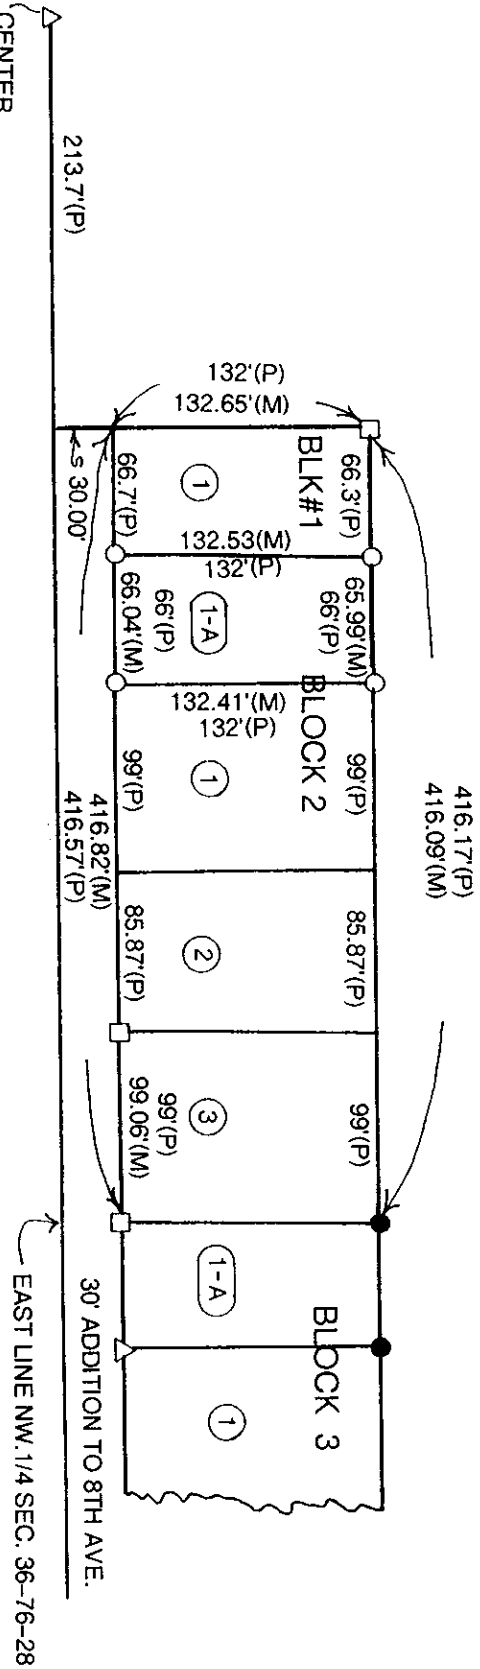 CENTER
213.7'(P)
132'(P)
132.65'(M)
S 30.00'
66.3'(P)
BLK#1
1
66.7'(P)
132.53(M)
132'(P)
65.99'(M)
66'(P)
1-A
66'(P)
66.04'(M)
132.41'(M)
132'(P)
BLOCK 2
99'(P)
1
99'(P)
416.17'(P)
416.09'(M)
416.82'(M)
416.57'(P)
85.87'(P)
2
85.87'(P)
99'(P)
3
99'(P)
99.06'(M)
1-A
BLOCK 3
1
30' ADDITION TO 8TH AVE.
EAST LINE NW.1/4 SEC. 36-76-28